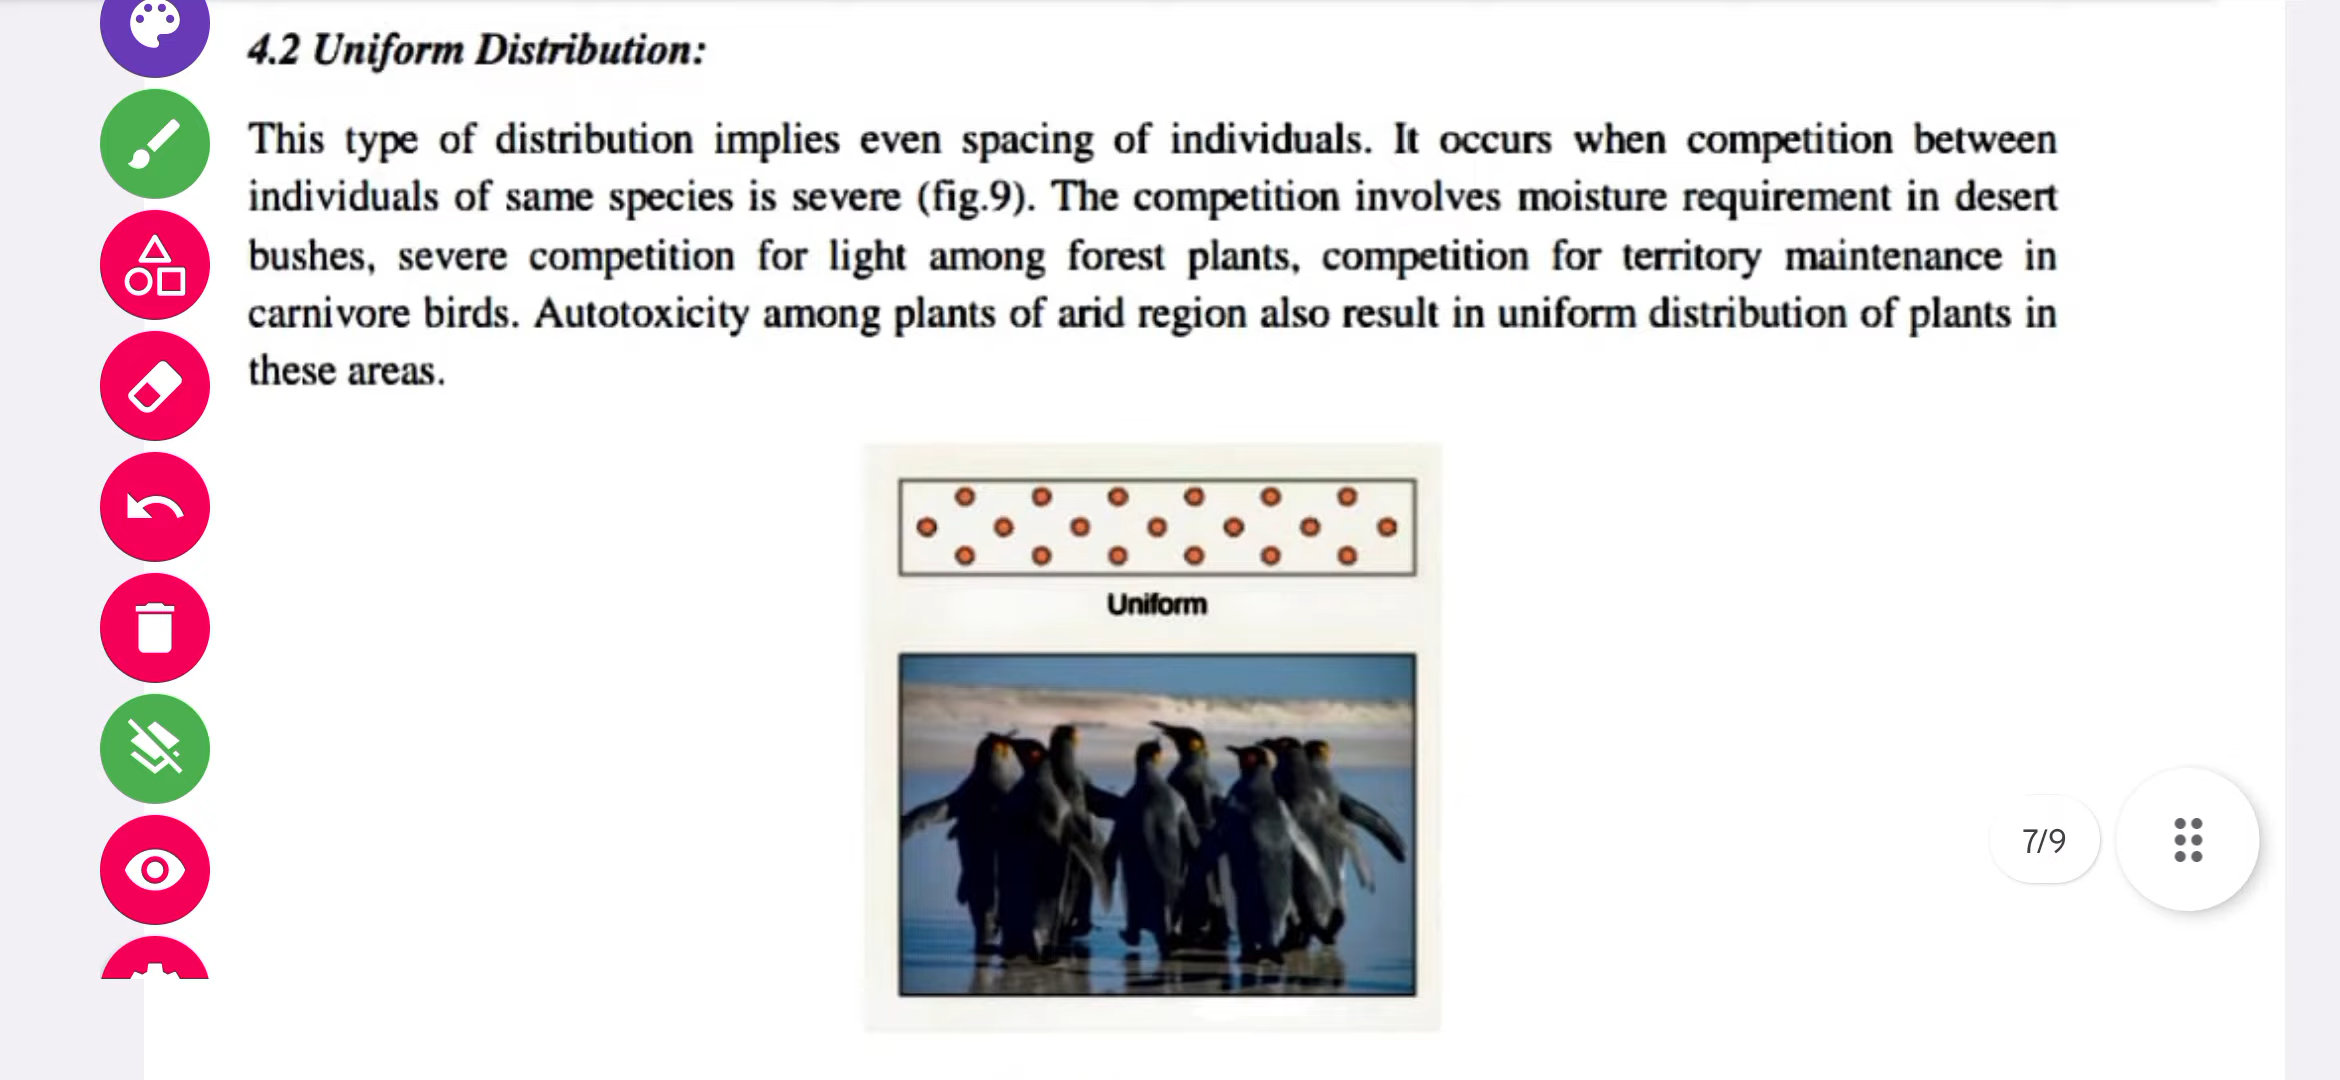 4.2 Uniform Distribution:
This type of distribution implies even spacing of individuals. It occurs when competition between
individuals of same species is severe (fig.9). The competition involves moisture requirement in desert
bushes, severe competition for light among forest plants, competition for territory maintenance in
carnivore birds. Autotoxicity among plants of arid region also result in uniform distribution of plants in
these areas.
Uniform
7/9